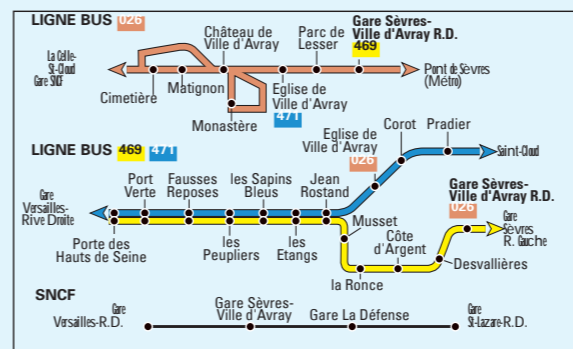 LIGNE BUS 026
La Celle-
St-Cloud
Gare SNCF
Cimetière
Matignon
Château de
Ville d'Avray
Monastère
Eglise de
Ville d'Avray
471
Parc de
Lesser
Gare Sèvres-
Ville d'Avray R.D.
469
Pont de Sèvres
(Métro)
LIGNE BUS 469 471
Gare
Versailles-
Rive Droite
Porte des
Hauts de Seine
Port
Verte
Fausses
Reposes
les
Peupliers
les Sapins
Bleus
les
Etangs
Jean
Rostand
Eglise de
Ville d'Avray
026
Corot
Pradier
Saint-Cloud
Musset
la Ronce
Côte
d'Argent
Desvallières
Gare Sèvres-
Ville d'Avray R.D.
026
Gare
Sèvres
R. Gauche
SNCF
Gare
Versailles-R.D.
Gare Sèvres-
Ville d'Avray
Gare La Défense
Gare
St-Lazare-R.D.